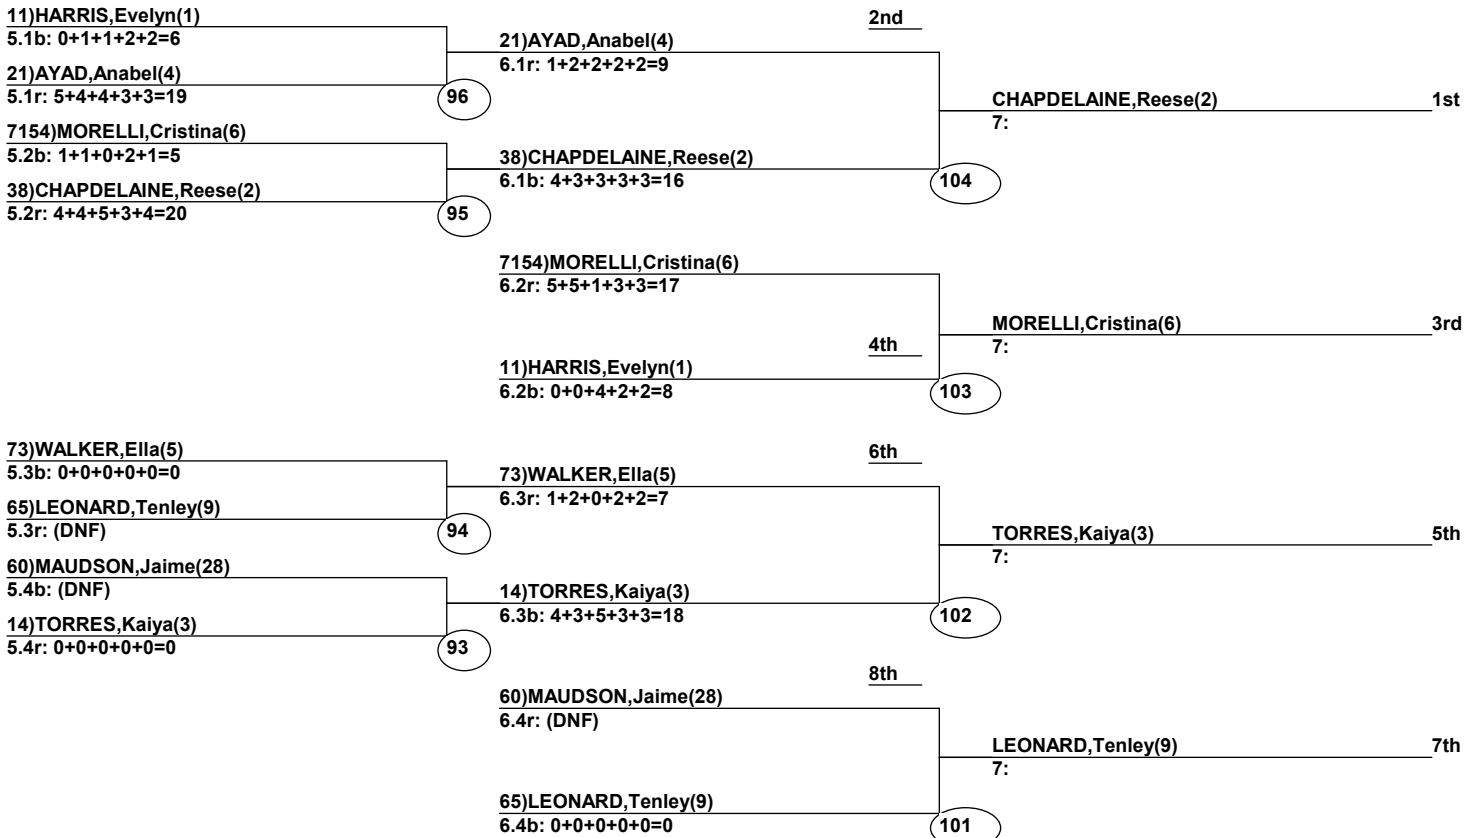 11)HARRIS,Evelyn(1)
5.1b: 0+1+1+2+2=6
21)AYAD,Anabel(4)
5.1r: 5+4+4+3+3=19
96
7154)MORELLI,Cristina(6)
5.2b: 1+1+0+2+1=5
38)CHAPDELAINE,Reese(2)
5.2r: 4+4+5+3+4=20
95
21)AYAD,Anabel(4)
6.1r: 1+2+2+2+2=9
38)CHAPDELAINE,Reese(2)
6.1b: 4+3+3+3+3=16
2nd
104
CHAPDELAINE,Reese(2) 1st
7:
7154)MORELLI,Cristina(6)
6.2r: 5+5+1+3+3=17
4th
11)HARRIS,Evelyn(1)
6.2b: 0+0+4+2+2=8
103
MORELLI,Cristina(6) 3rd
7:
73)WALKER,Ella(5)
5.3b: 0+0+0+0+0=0
65)LEONARD,Tenley(9)
5.3r: (DNF)
94
60)MAUDSON,Jaime(28)
5.4b: (DNF)
14)TORRES,Kaiya(3)
5.4r: 0+0+0+0+0=0
93
6th
73)WALKER,Ella(5)
6.3r: 1+2+0+2+2=7
14)TORRES,Kaiya(3)
6.3b: 4+3+5+3+3=18
102
TORRES,Kaiya(3) 5th
7:
8th
60)MAUDSON,Jaime(28)
6.4r: (DNF)
65)LEONARD,Tenley(9)
6.4b: 0+0+0+0+0=0
101
LEONARD,Tenley(9) 7th
7: